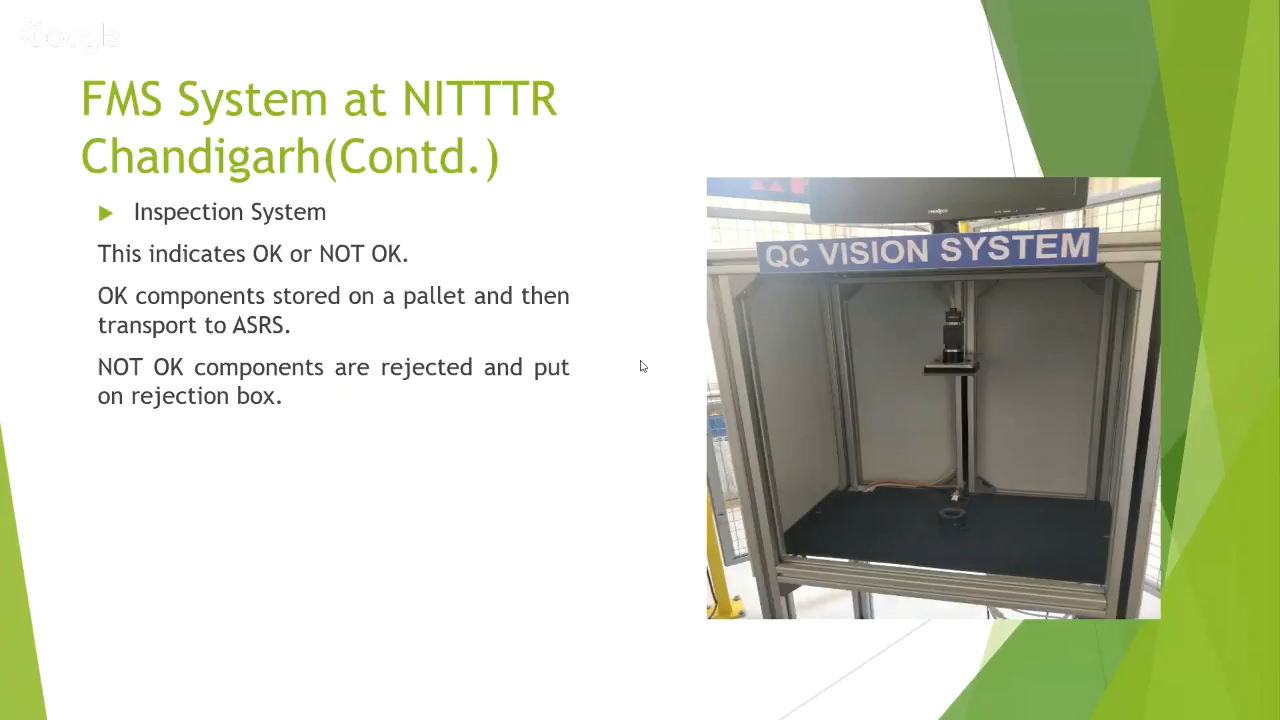 Google
FMS System at NITTTR
Chandigarh(Contd.)
Inspection System
This indicates OK or NOT OK.
OK components stored on a pallet and then
transport to ASRS.
NOT OK components are rejected and put
on rejection box.
QC VISION SYSTEM